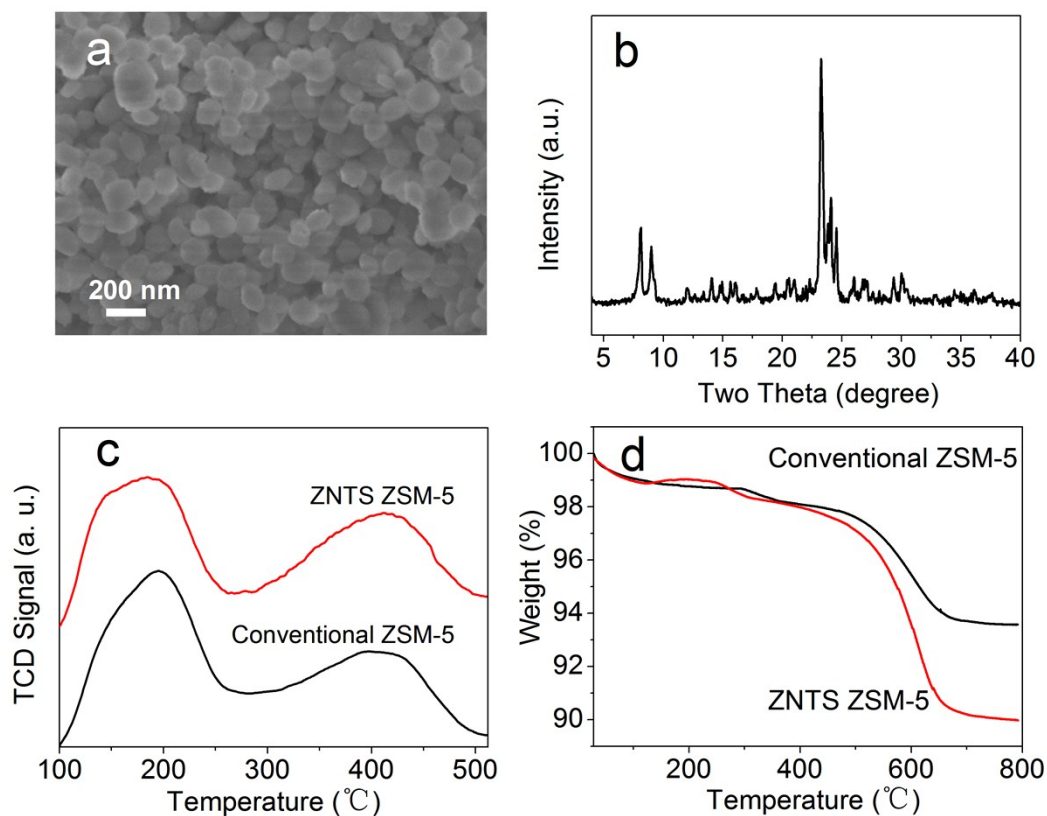 a
200 nm
b
Intensity (a.u.)
5 10 15 20 25 30 35 40
Two Theta (degree)
c
ZNTS ZSM-5
Conventional ZSM-5
TCD Signal (a. u.)
100 200 300 400 500
Temperature (℃)
d
Conventional ZSM-5
ZNTS ZSM-5
Weight (%)
100
98
96
94
92
90
200 400 600 800
Temperature (℃)